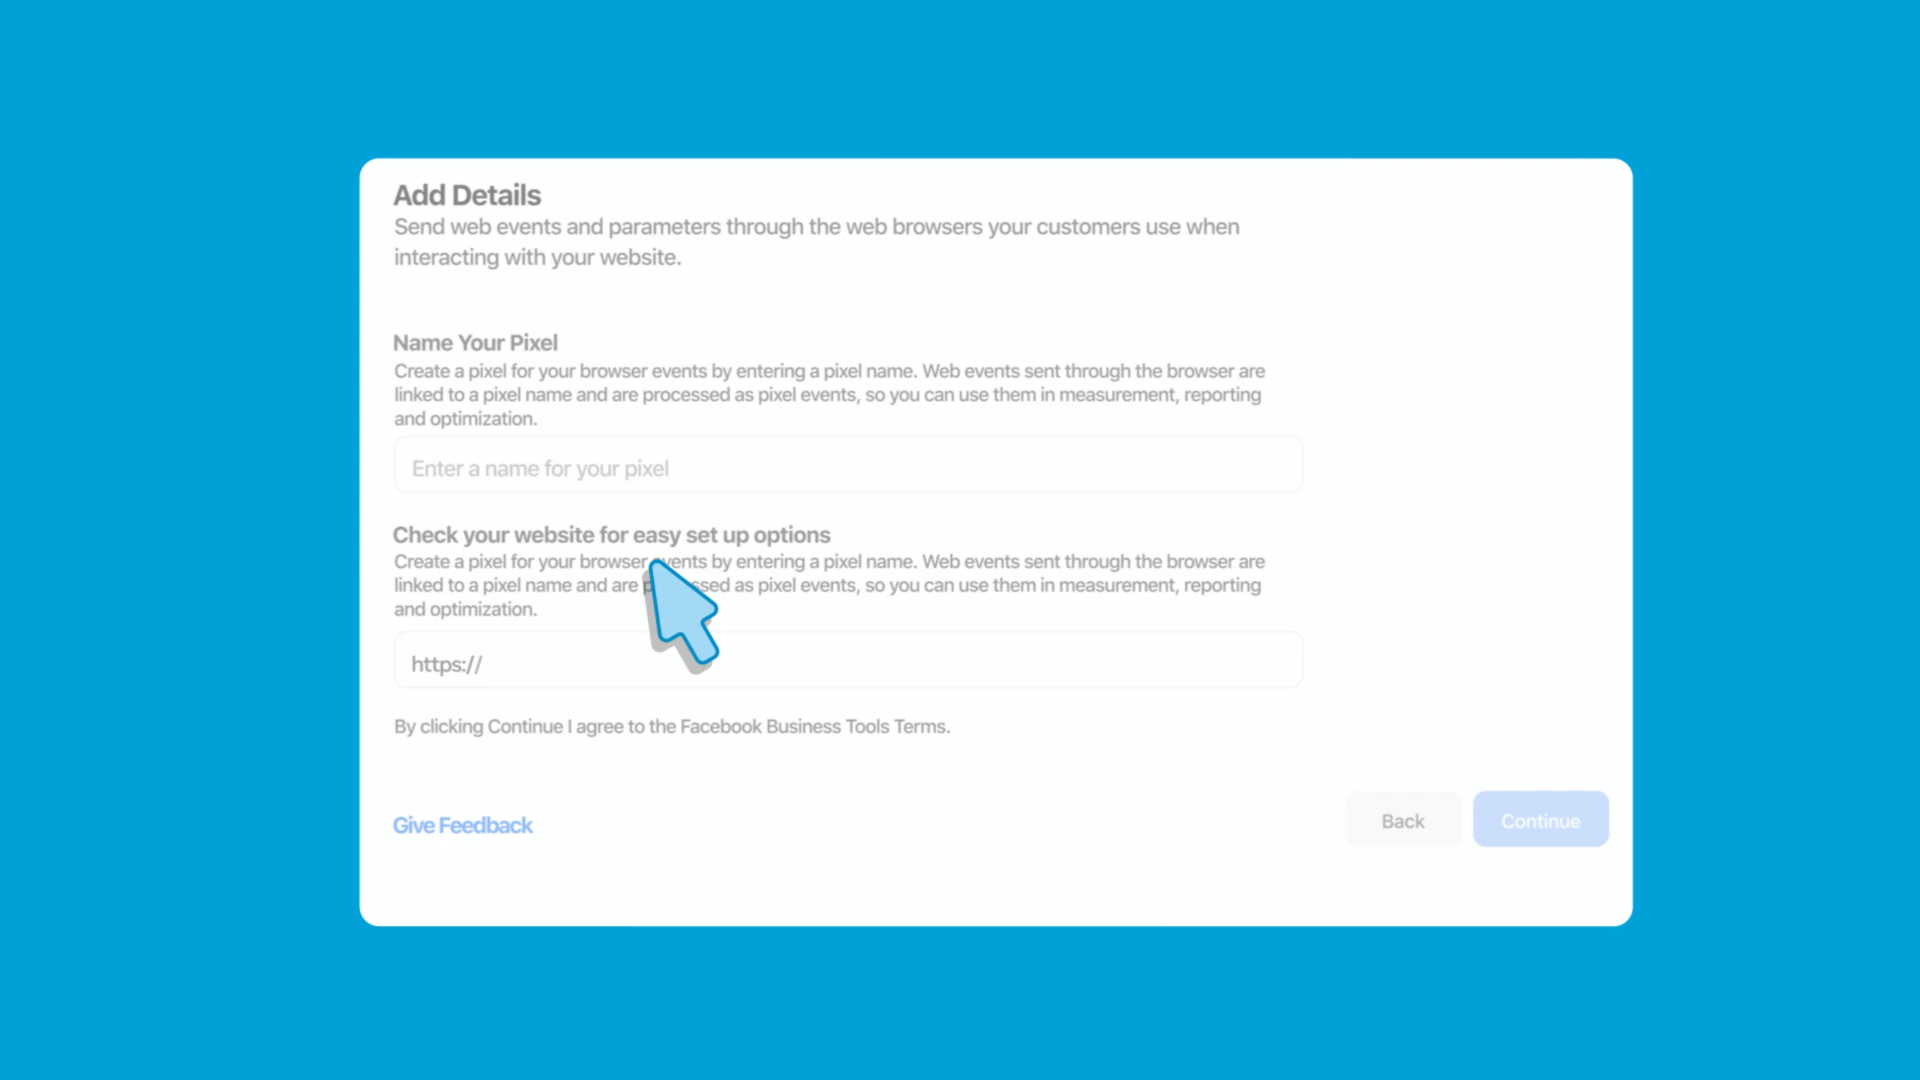 Add Details
Send web events and parameters through the web browsers your customers use when
interacting with your website.
Name Your Pixel
Create a pixel for your browser events by entering a pixel name. Web events sent through the browser are
linked to a pixel name and are processed as pixel events, so you can use them in measurement, reporting
and optimization.
Enter a name for your pixel
Check your website for easy set up options
Create a pixel for your browser events by entering a pixel name. Web events sent through the browser are
linked to a pixel name and are processed as pixel events, so you can use them in measurement, reporting
and optimization.
https://
By clicking Continue I agree to the Facebook Business Tools Terms.
Give Feedback
Back
Continue